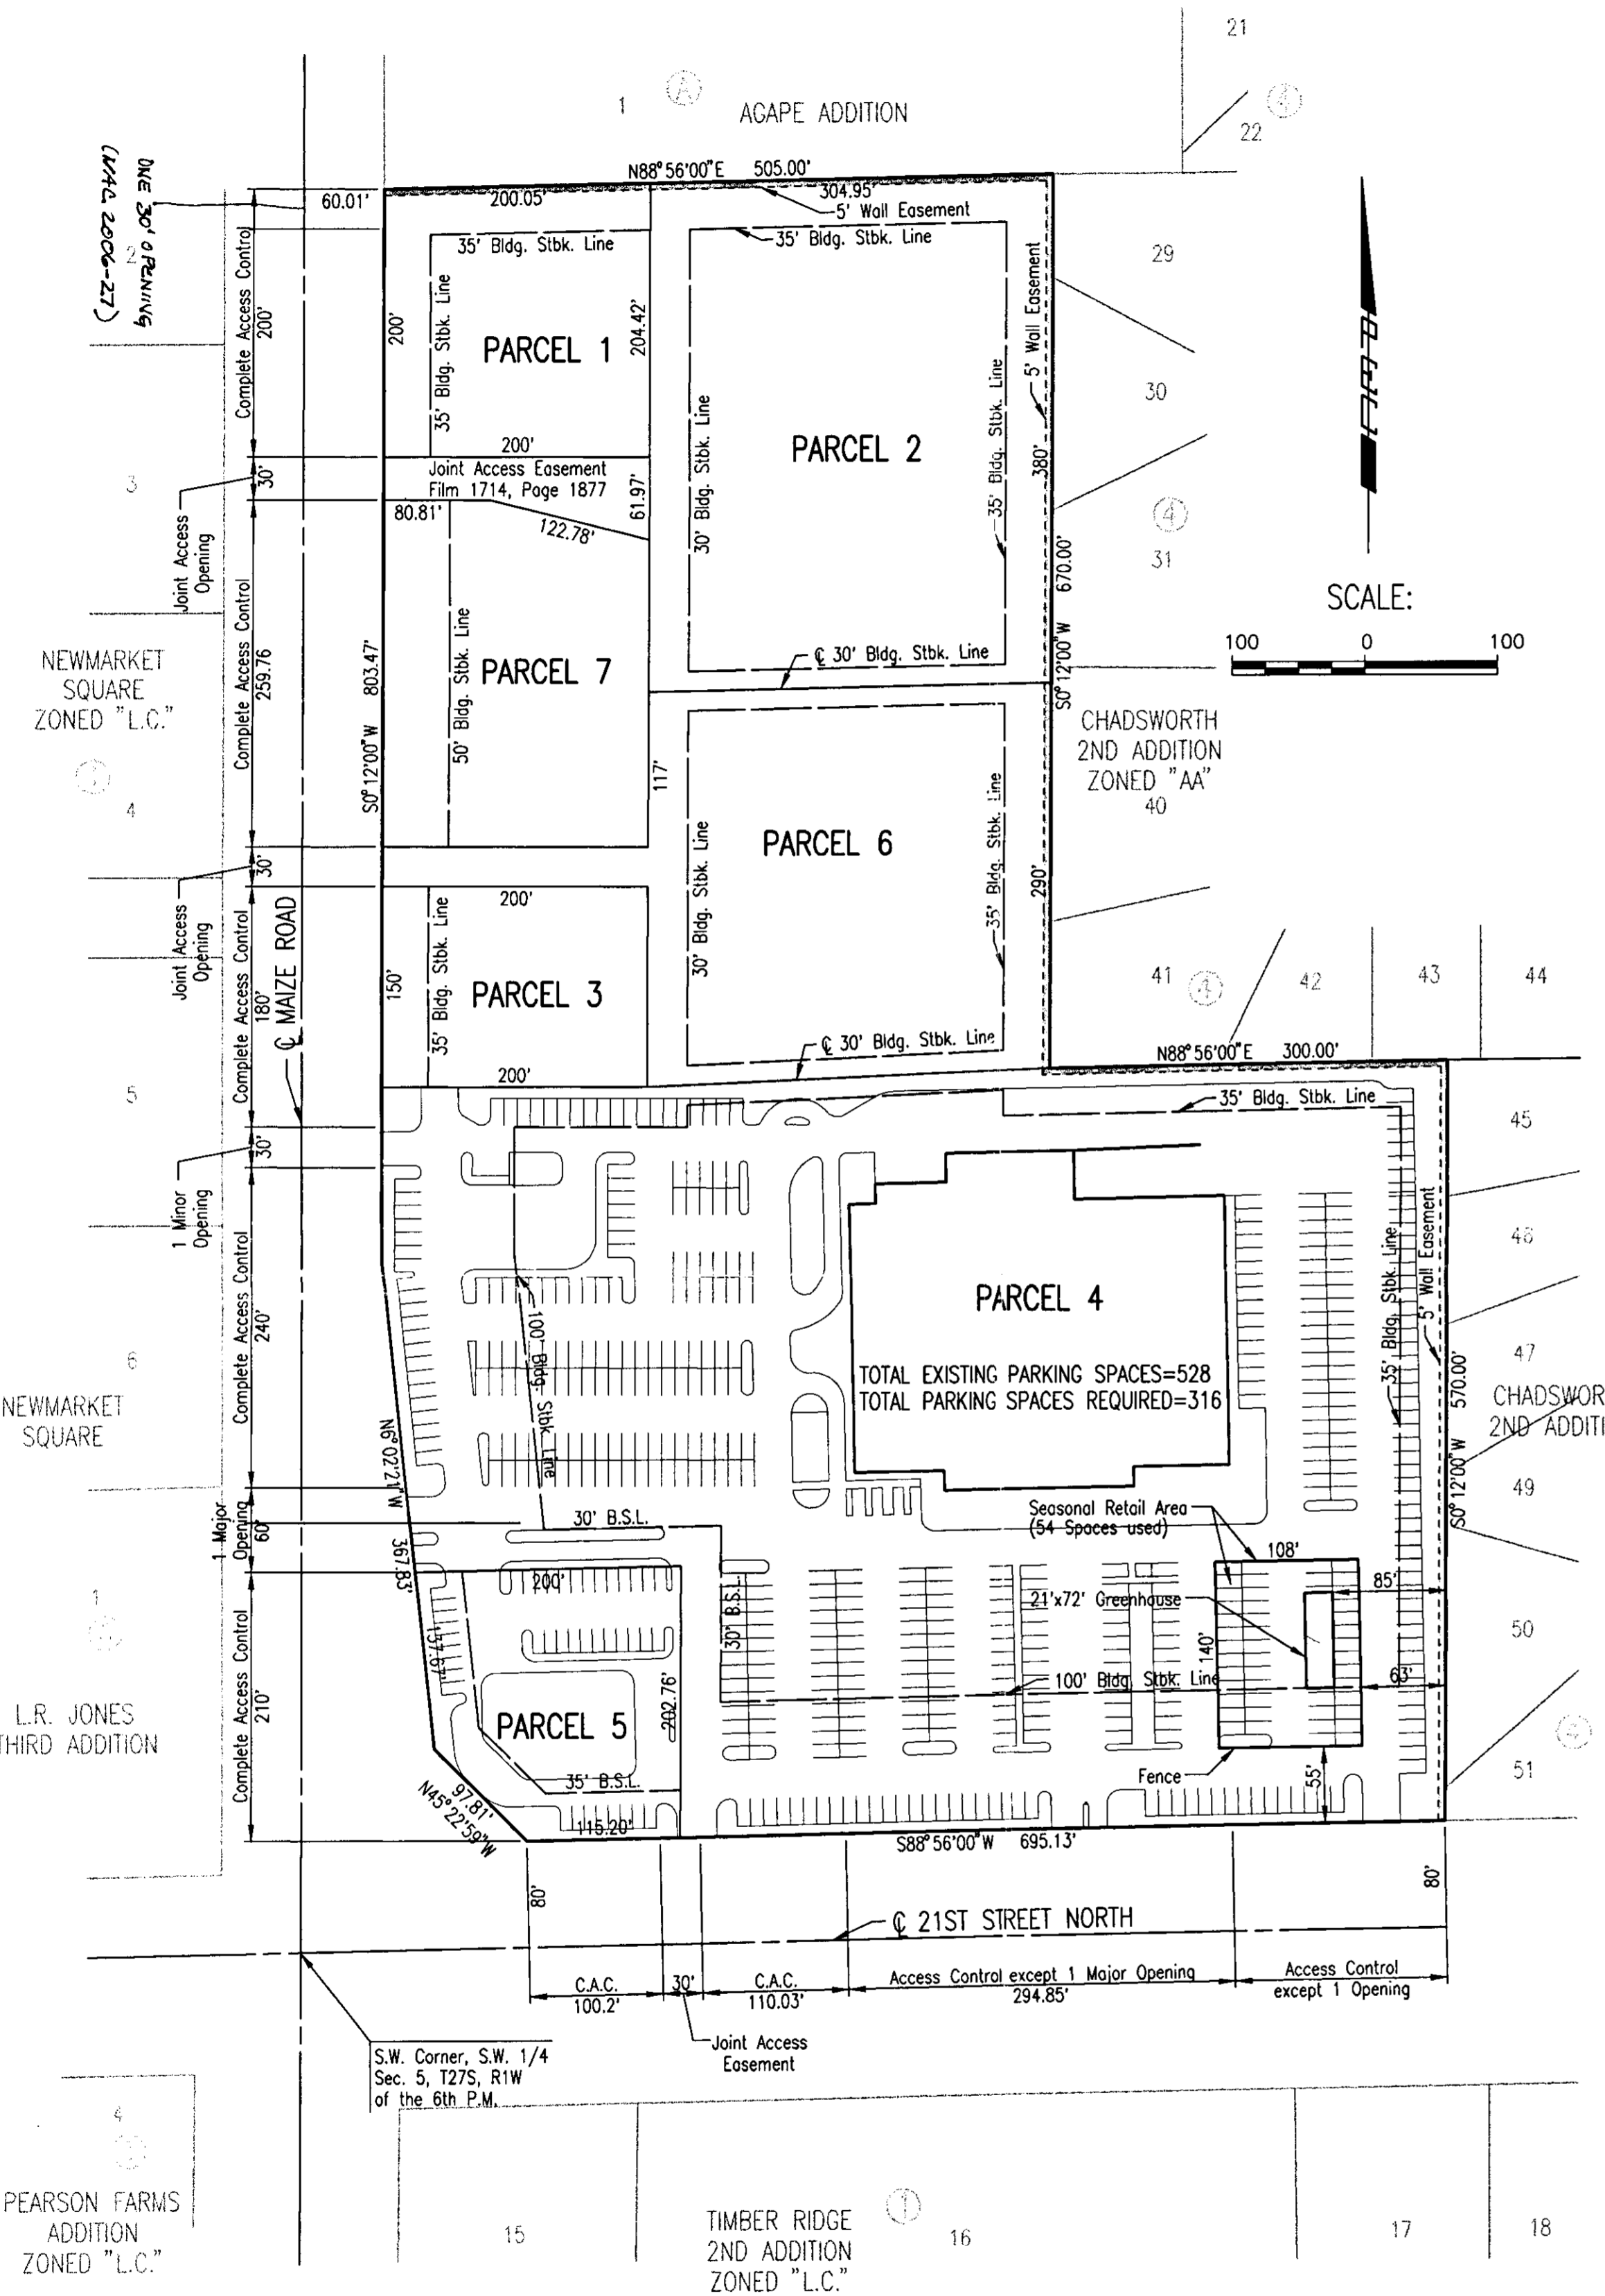 21
1
A
AGAPE ADDITION
4
22
ONE 30' OPENING
(MAC 2006-27)
N88°56'00"E 505.00'
60.01'
200.05'
304.95'
5' Wall Easement
35' Bldg. Stbk. Line
35' Bldg. Stbk. Line
2
Complete Access Control
200'
200'
35' Bldg. Stbk. Line
PARCEL 1
204.42'
30' Bldg. Stbk. Line
PARCEL 2
35' Bldg. Stbk. Line
5' Wall Easement
380'
29
30
4
31
200'
Joint Access Easement
Film 1714, Page 1877
61.97'
80.81'
122.78'
3
30'
Joint Access
Opening
SCALE:
100 0 100
670.00'
S0°12'00"W
NEWMARKET
SQUARE
ZONED "L.C."
4
Complete Access Control
259.76
S0°12'00"W 803.47'
50' Bldg. Stbk. Line
PARCEL 7
117'
℄ 30' Bldg. Stbk. Line
CHADSWORTH
2ND ADDITION
ZONED "AA"
40
30' Bldg. Stbk. Line
PARCEL 6
35' Bldg. Stbk. Line
290'
30'
Joint Access
Opening
200'
Complete Access Control
180'
℄ MAIZE ROAD
150'
35' Bldg. Stbk. Line
PARCEL 3
200'
℄ 30' Bldg. Stbk. Line
41
4
42
43
44
N88°56'00"E 300.00'
5
35' Bldg. Stbk. Line
45
30'
1 Minor
Opening
46
Complete Access Control
240'
100' Bldg. Stbk. Line
PARCEL 4
TOTAL EXISTING PARKING SPACES=528
TOTAL PARKING SPACES REQUIRED=316
35' Bldg. Stbk. Line
5' Wall Easement
47
S0°12'00"W 570.00'
CHADSWOR
2ND ADDITI
49
6
NEWMARKET
SQUARE
N6°02'21"W 367.83'
1 Major
Opening
60'
30' B.S.L.
Seasonal Retail Area
(54 Spaces used)
108'
200'
85'
21'x72' Greenhouse
30' B.S.L.
140'
50
1
157.67'
100' Bldg. Stbk. Line
63'
L.R. JONES
THIRD ADDITION
Complete Access Control
210'
PARCEL 5
202.76'
35' B.S.L.
Fence
55'
51
97.81'
N45°22'59"W
115.20'
S88°56'00"W 695.13'
80'
80'
℄ 21ST STREET NORTH
C.A.C.
100.2'
30'
C.A.C.
110.03'
Access Control except 1 Major Opening
294.85'
Access Control
except 1 Opening
Joint Access
Easement
S.W. Corner, S.W. 1/4
Sec. 5, T27S, R1W
of the 6th P.M.
4
PEARSON FARMS
ADDITION
ZONED "L.C."
15
TIMBER RIDGE
2ND ADDITION
ZONED "L.C."
1
16
17
18